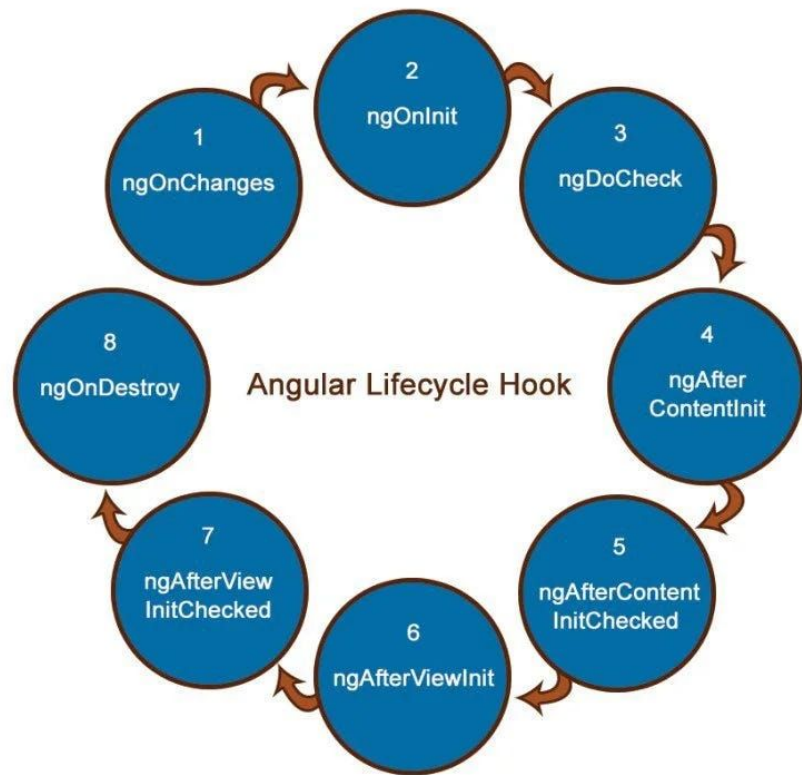 1
ngOnChanges
2
ngOnInit
3
ngDoCheck
4
ngAfter
ContentInit
5
ngAfterContent
InitChecked
6
ngAfterViewInit
7
ngAfterView
InitChecked
8
ngOnDestroy
Angular Lifecycle Hook